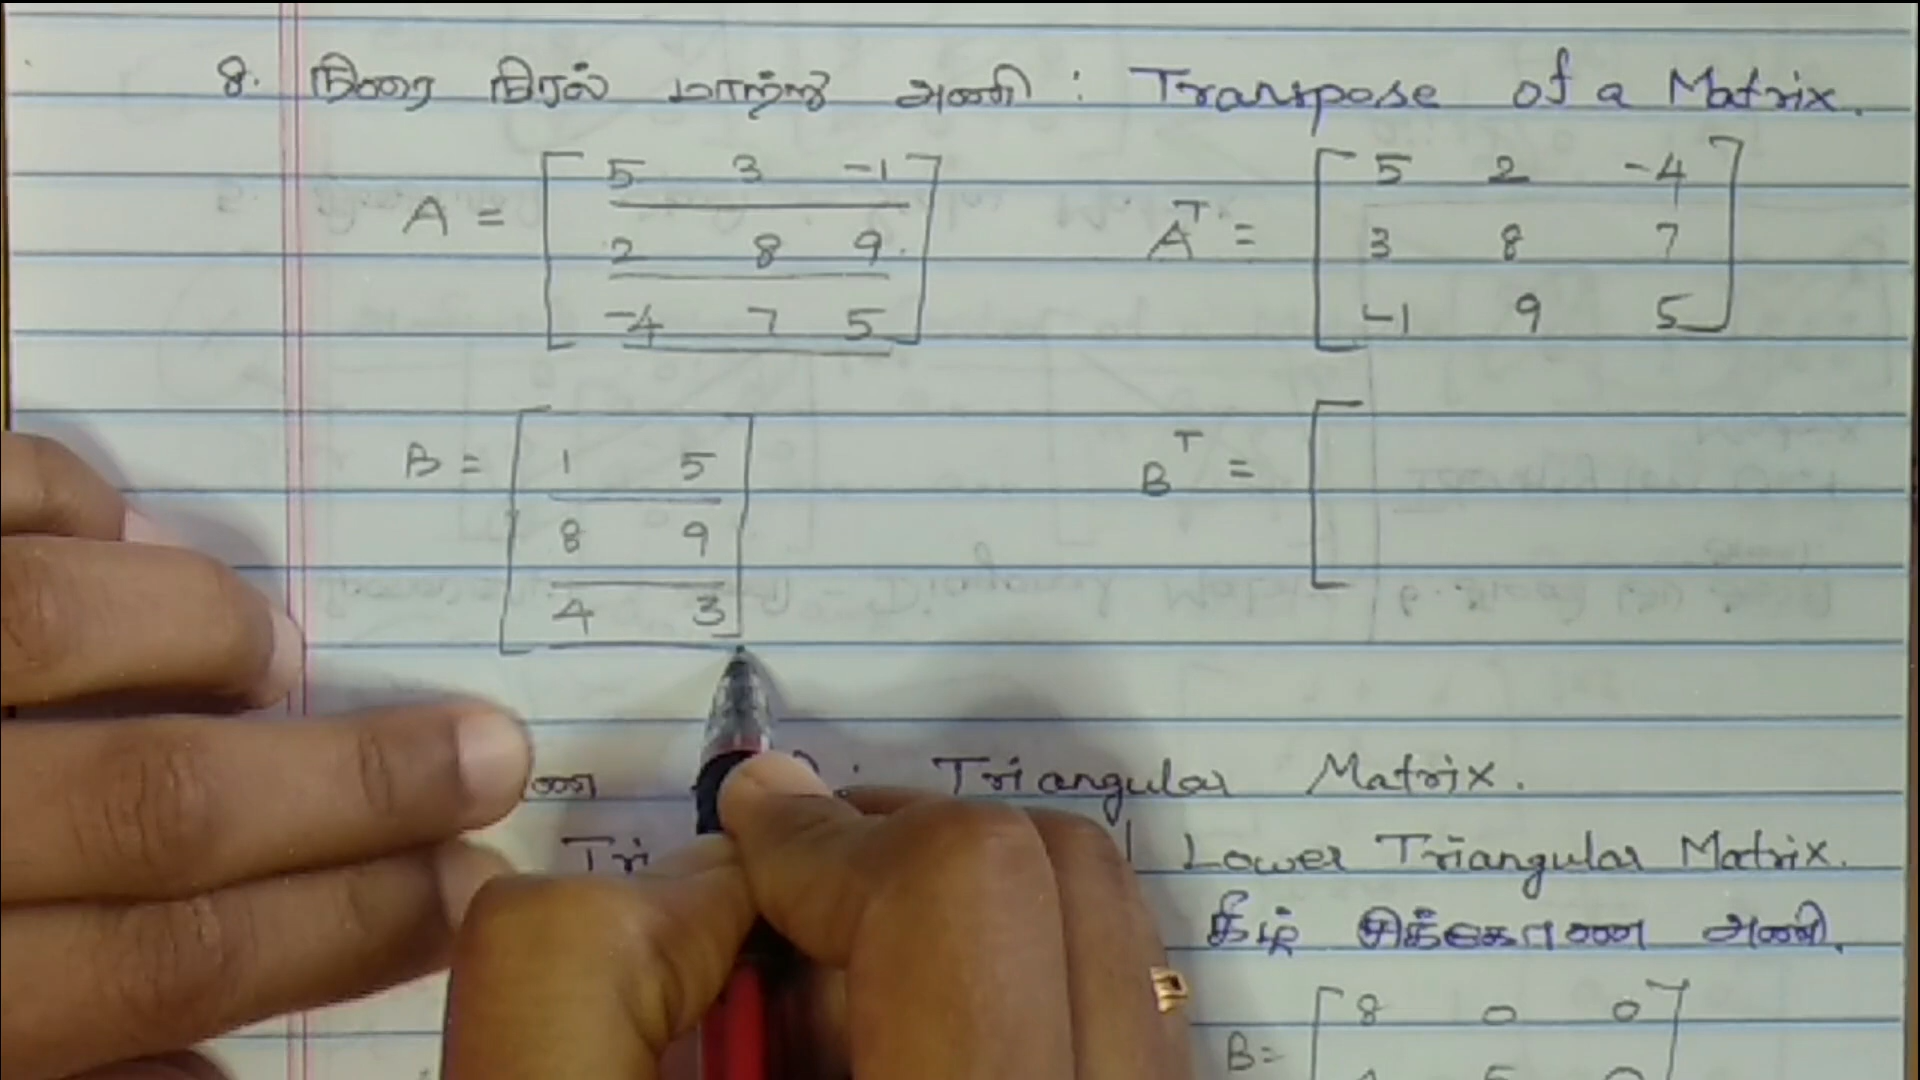 8. நிரை நிரல் மாற்று அணி : Transpose of a Matrix.
A = [ 5 3 -1
2 8 9
-4 7 5 ]
Aᵀ = [ 5 2 -4
3 8 7
-1 9 5 ]
B = [ 1 5
8 9
4 3 ]
Bᵀ = [
: Triangular Matrix.
Lower Triangular Matrix.
கீழ் முக்கோண அணி.
B = [ 8 0 0